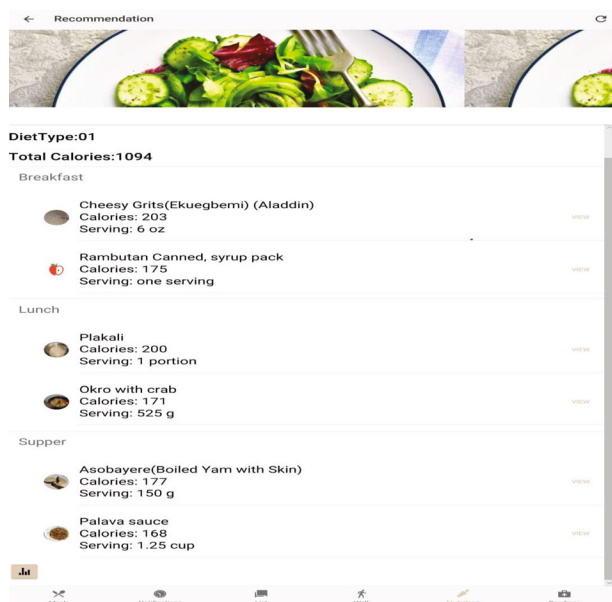 Recommendation
DietType:01
Total Calories:1094
Breakfast
Cheesy Grits(Ekuegbemi) (Aladdin)
Calories: 203
Serving: 6 oz
VIEW
Rambutan Canned, syrup pack
Calories: 175
Serving: one serving
VIEW
Lunch
Plakali
Calories: 200
Serving: 1 portion
VIEW
Okro with crab
Calories: 171
Serving: 525 g
VIEW
Supper
Asobayere(Boiled Yam with Skin)
Calories: 177
Serving: 150 g
VIEW
Palava sauce
Calories: 168
Serving: 1.25 cup
VIEW